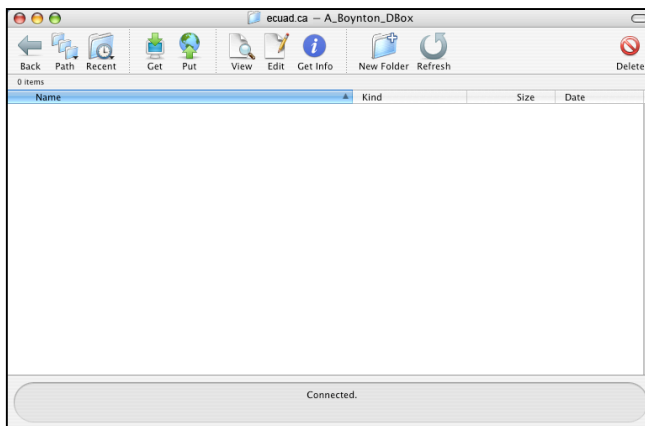 ecuad.ca – A_Boynton_DBox
Back Path Recent Get Put View Edit Get Info New Folder Refresh Delete
0 items
Name Kind Size Date
Connected.